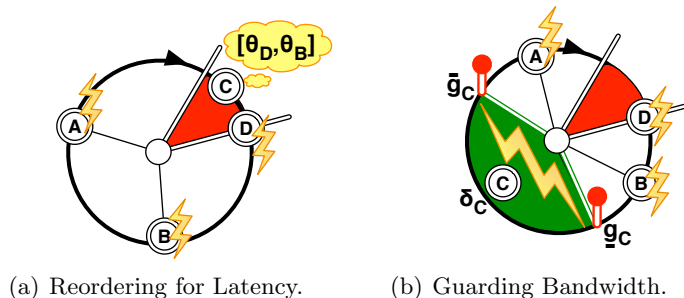 [θD,θB]
C
A
D
B
A
ḡC
D
C
B
δC
g̲C
(a) Reordering for Latency.
(b) Guarding Bandwidth.